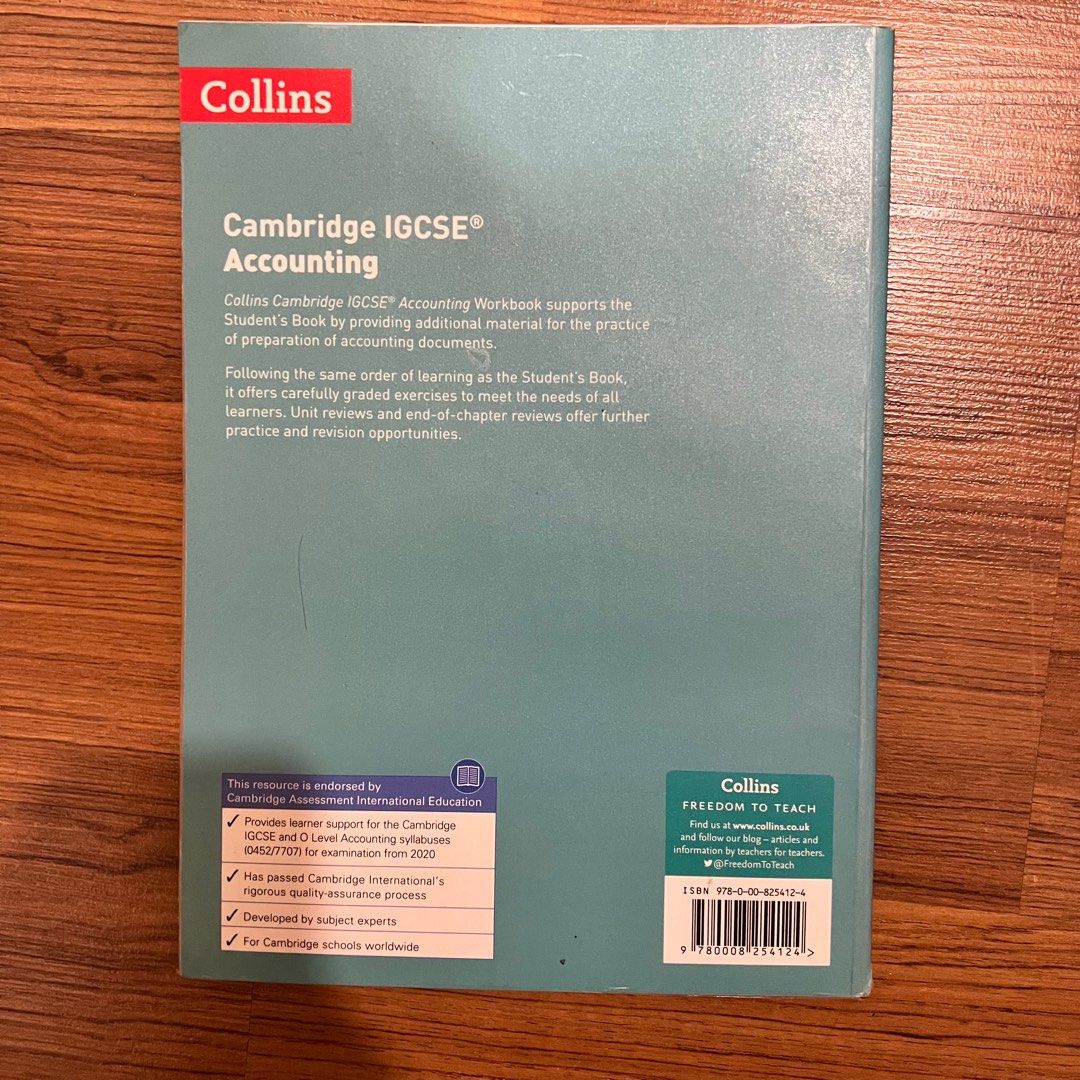 Collins
Cambridge IGCSE®
Accounting
Collins Cambridge IGCSE® Accounting Workbook supports the
Student's Book by providing additional material for the practice
of preparation of accounting documents.
Following the same order of learning as the Student's Book,
it offers carefully graded exercises to meet the needs of all
learners. Unit reviews and end-of-chapter reviews offer further
practice and revision opportunities.
This resource is endorsed by
Cambridge Assessment International Education
✓ Provides learner support for the Cambridge
IGCSE and O Level Accounting syllabuses
(0452/7707) for examination from 2020
✓ Has passed Cambridge International's
rigorous quality-assurance process
✓ Developed by subject experts
✓ For Cambridge schools worldwide
Collins
FREEDOM TO TEACH
Find us at www.collins.co.uk
and follow our blog – articles and
information by teachers for teachers.
@FreedomToTeach
ISBN 978-0-00-825412-4
9 780008 254124 >